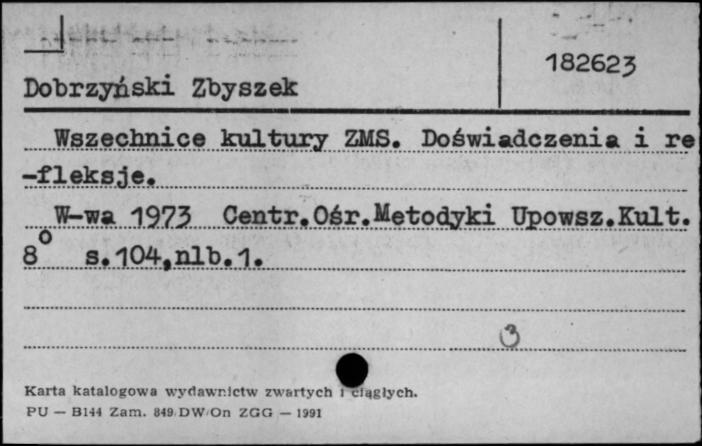 182623
Dobrzyński Zbyszek
Wszechnice kultury ZMS. Doświadczenia i re
-fleksje.
W-wa 1973 Centr.Ośr.Metodyki Upowsz.Kult.
8° s.104,nlb.1.
3
Karta katalogowa wydawnictw zwartych i ciągłych.
PU — B144 Zam. 849/DW/On ZGG — 1991